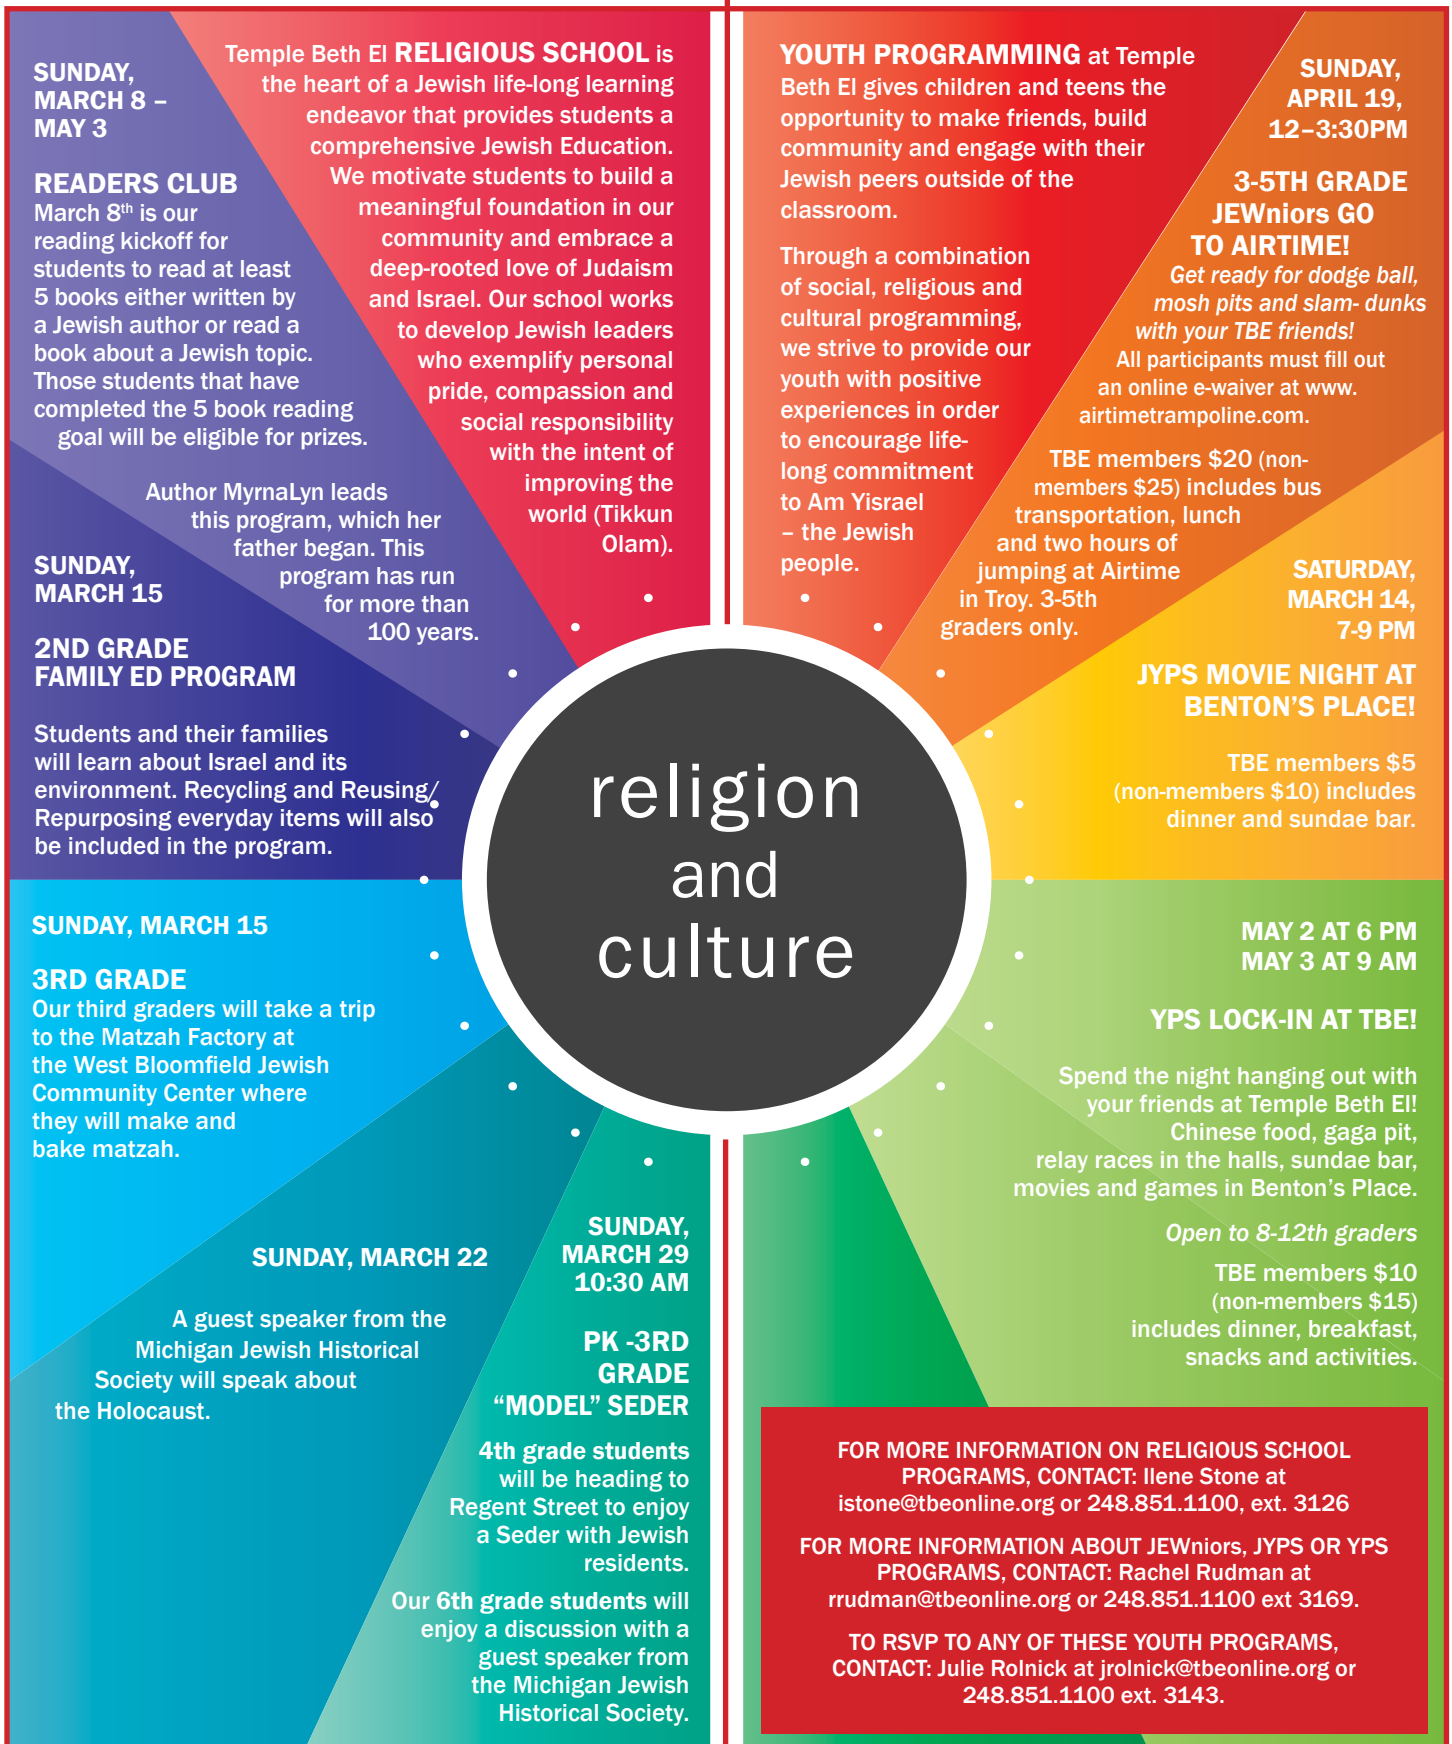 SUNDAY,
MARCH 8 –
MAY 3
READERS CLUB
March 8th is our
reading kickoff for
students to read at least
5 books either written by
a Jewish author or read a
book about a Jewish topic.
Those students that have
completed the 5 book reading
goal will be eligible for prizes.
Author MyrnaLyn leads
this program, which her
father began. This
program has run
for more than
100 years.
Temple Beth El RELIGIOUS SCHOOL is
the heart of a Jewish life-long learning
endeavor that provides students a
comprehensive Jewish Education.
We motivate students to build a
meaningful foundation in our
community and embrace a
deep-rooted love of Judaism
and Israel. Our school works
to develop Jewish leaders
who exemplify personal
pride, compassion and
social responsibility
with the intent of
improving the
world (Tikkun
Olam).
SUNDAY,
MARCH 15
2ND GRADE
FAMILY ED PROGRAM
Students and their families
will learn about Israel and its
environment. Recycling and Reusing/
Repurposing everyday items will also
be included in the program.
SUNDAY, MARCH 15
3RD GRADE
Our third graders will take a trip
to the Matzah Factory at
the West Bloomfield Jewish
Community Center where
they will make and
bake matzah.
SUNDAY, MARCH 22
A guest speaker from the
Michigan Jewish Historical
Society will speak about
the Holocaust.
SUNDAY,
MARCH 29
10:30 AM
PK -3RD
GRADE
“MODEL” SEDER
4th grade students
will be heading to
Regent Street to enjoy
a Seder with Jewish
residents.
Our 6th grade students will
enjoy a discussion with a
guest speaker from
the Michigan Jewish
Historical Society.
religion
and
culture
YOUTH PROGRAMMING at Temple
Beth El gives children and teens the
opportunity to make friends, build
community and engage with their
Jewish peers outside of the
classroom.
Through a combination
of social, religious and
cultural programming,
we strive to provide our
youth with positive
experiences in order
to encourage life-
long commitment
to Am Yisrael
– the Jewish
people.
SUNDAY,
APRIL 19,
12–3:30PM
3-5TH GRADE
JEWniors GO
TO AIRTIME!
Get ready for dodge ball,
mosh pits and slam- dunks
with your TBE friends!
All participants must fill out
an online e-waiver at www.
airtimetrampoline.com.
TBE members $20 (non-
members $25) includes bus
transportation, lunch
and two hours of
jumping at Airtime
in Troy. 3-5th
graders only.
SATURDAY,
MARCH 14,
7-9 PM
JYPS MOVIE NIGHT AT
BENTON'S PLACE!
TBE members $5
(non-members $10) includes
dinner and sundae bar.
MAY 2 AT 6 PM
MAY 3 AT 9 AM
YPS LOCK-IN AT TBE!
Spend the night hanging out with
your friends at Temple Beth El!
Chinese food, gaga pit,
relay races in the halls, sundae bar,
movies and games in Benton's Place.
Open to 8-12th graders
TBE members $10
(non-members $15)
includes dinner, breakfast,
snacks and activities.
FOR MORE INFORMATION ON RELIGIOUS SCHOOL
PROGRAMS, CONTACT: Ilene Stone at
istone@tbeonline.org or 248.851.1100, ext. 3126
FOR MORE INFORMATION ABOUT JEWniors, JYPS OR YPS
PROGRAMS, CONTACT: Rachel Rudman at
rrudman@tbeonline.org or 248.851.1100 ext 3169.
TO RSVP TO ANY OF THESE YOUTH PROGRAMS,
CONTACT: Julie Rolnick at jrolnick@tbeonline.org or
248.851.1100 ext. 3143.